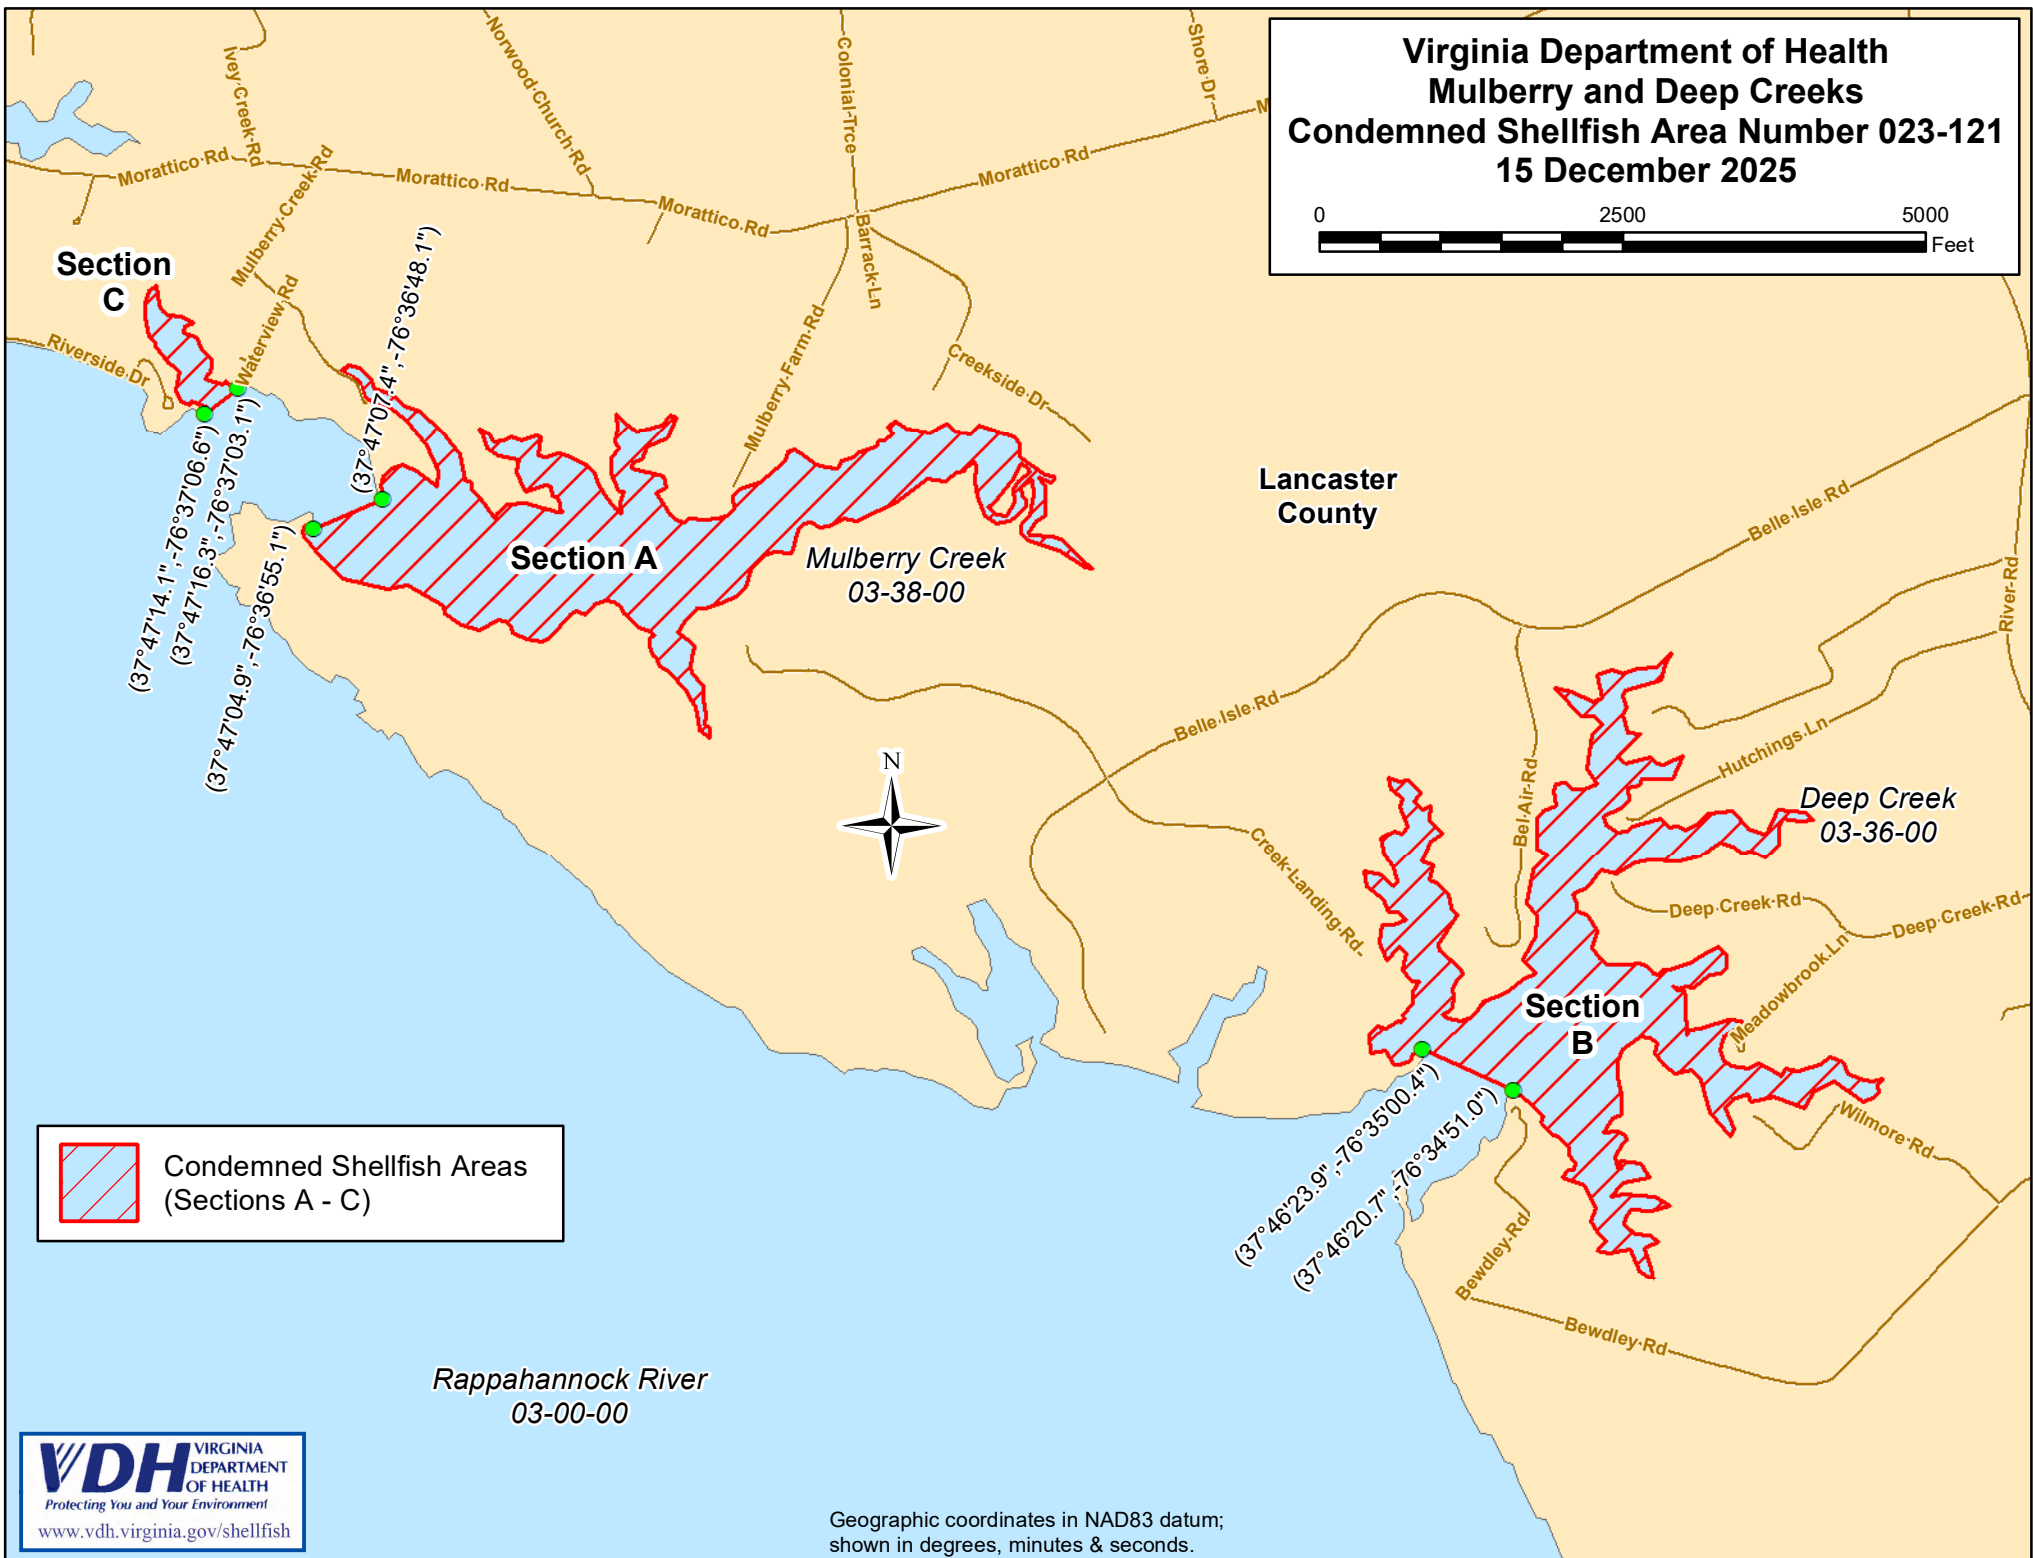 Virginia Department of Health
Mulberry and Deep Creeks
Condemned Shellfish Area Number 023-121
15 December 2025
0 2500 5000
Feet
Ivey Creek Rd
Norwood Church Rd
Colonial Trce
Shore Dr
M
Morattico Rd
Mulberry Creek Rd
Morattico Rd
Morattico Rd
Morattico Rd
Barrack Ln
Section
C
Waterview Rd
Riverside Dr
(37°47'07.4",-76°36'48.1")
Mulberry Farm Rd
Creekside Dr
(37°47'14.1",-76°37'06.6")
(37°47'16.3",-76°37'03.1")
(37°47'04.9",-76°36'55.1")
Section A
Mulberry Creek
03-38-00
Lancaster
County
Belle Isle Rd
River Rd
Belle Isle Rd
Hutchings Ln
Bel Air Rd
N
Deep Creek
03-36-00
Creek Landing Rd
Deep Creek Rd
Deep Creek Rd
Meadowbrook Ln
Section
B
Wilmore Rd
(37°46'23.9",-76°35'00.4")
(37°46'20.7",-76°34'51.0")
Bewdley Rd
Bewdley Rd
Condemned Shellfish Areas
(Sections A - C)
Rappahannock River
03-00-00
VDH
VIRGINIA
DEPARTMENT
OF HEALTH
Protecting You and Your Environment
www.vdh.virginia.gov/shellfish
Geographic coordinates in NAD83 datum;
shown in degrees, minutes & seconds.